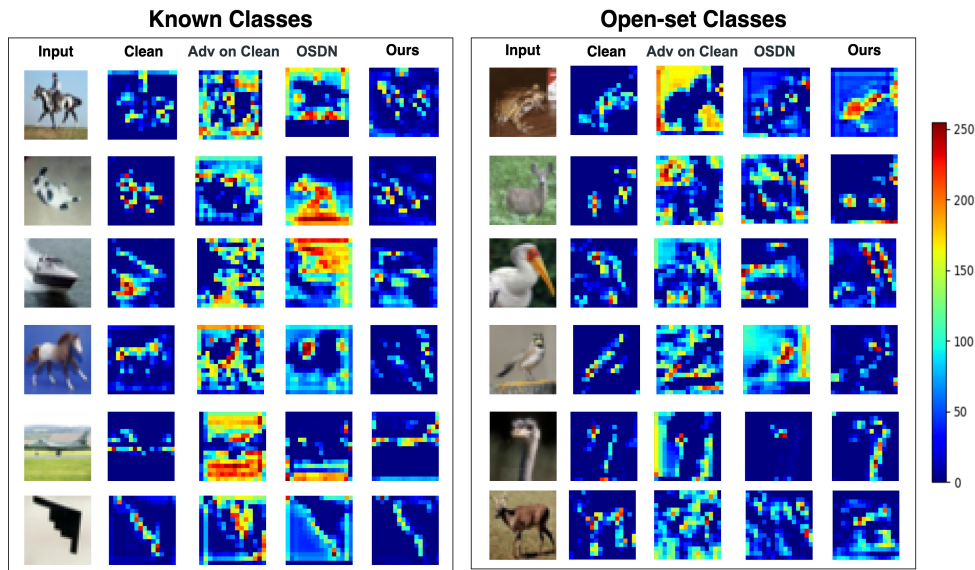 Known Classes
Open-set Classes
Input Clean Adv on Clean OSDN Ours
Input Clean Adv on Clean OSDN Ours
250
200
150
100
50
0